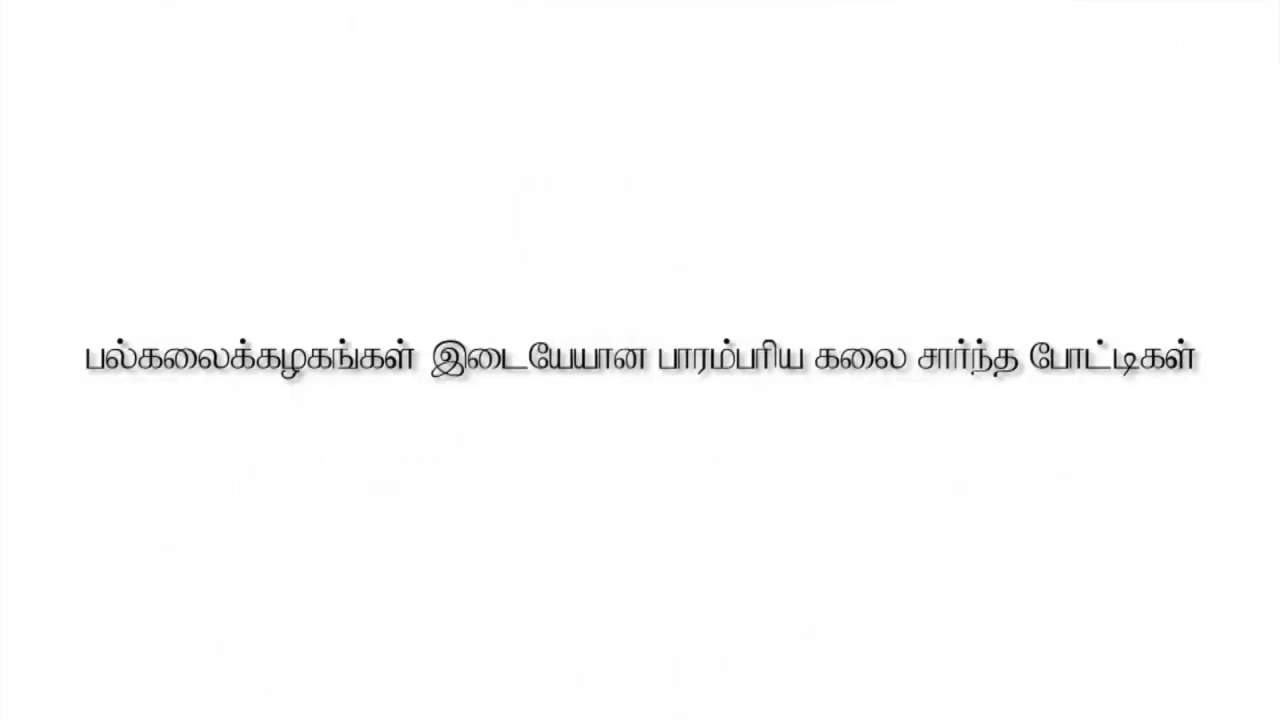 பல்கலைக்கழகங்கள் இடையேயான பாரம்பரிய கலை சார்ந்த போட்டிகள்